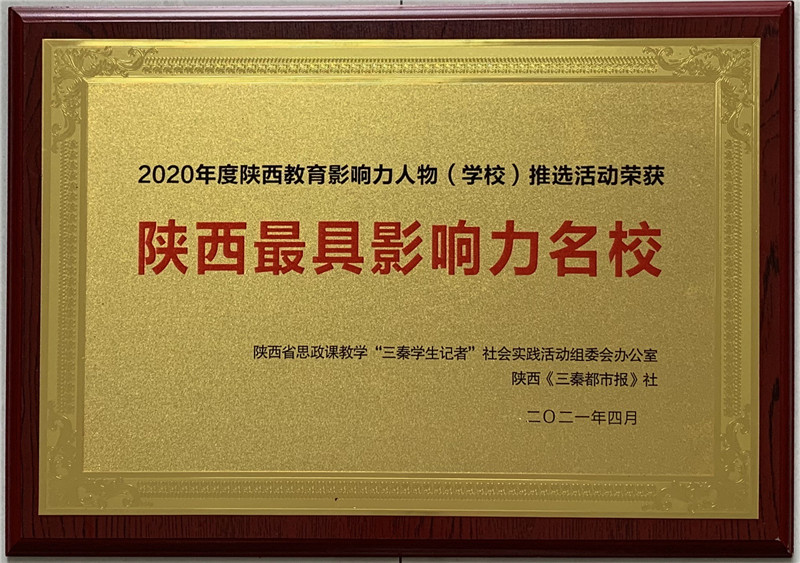 2020年度陕西教育影响力人物（学校）推选活动荣获
陕西最具影响力名校
陕西省思政课教学“三秦学生记者”社会实践活动组委会办公室
陕西《三秦都市报》社
二〇二一年四月